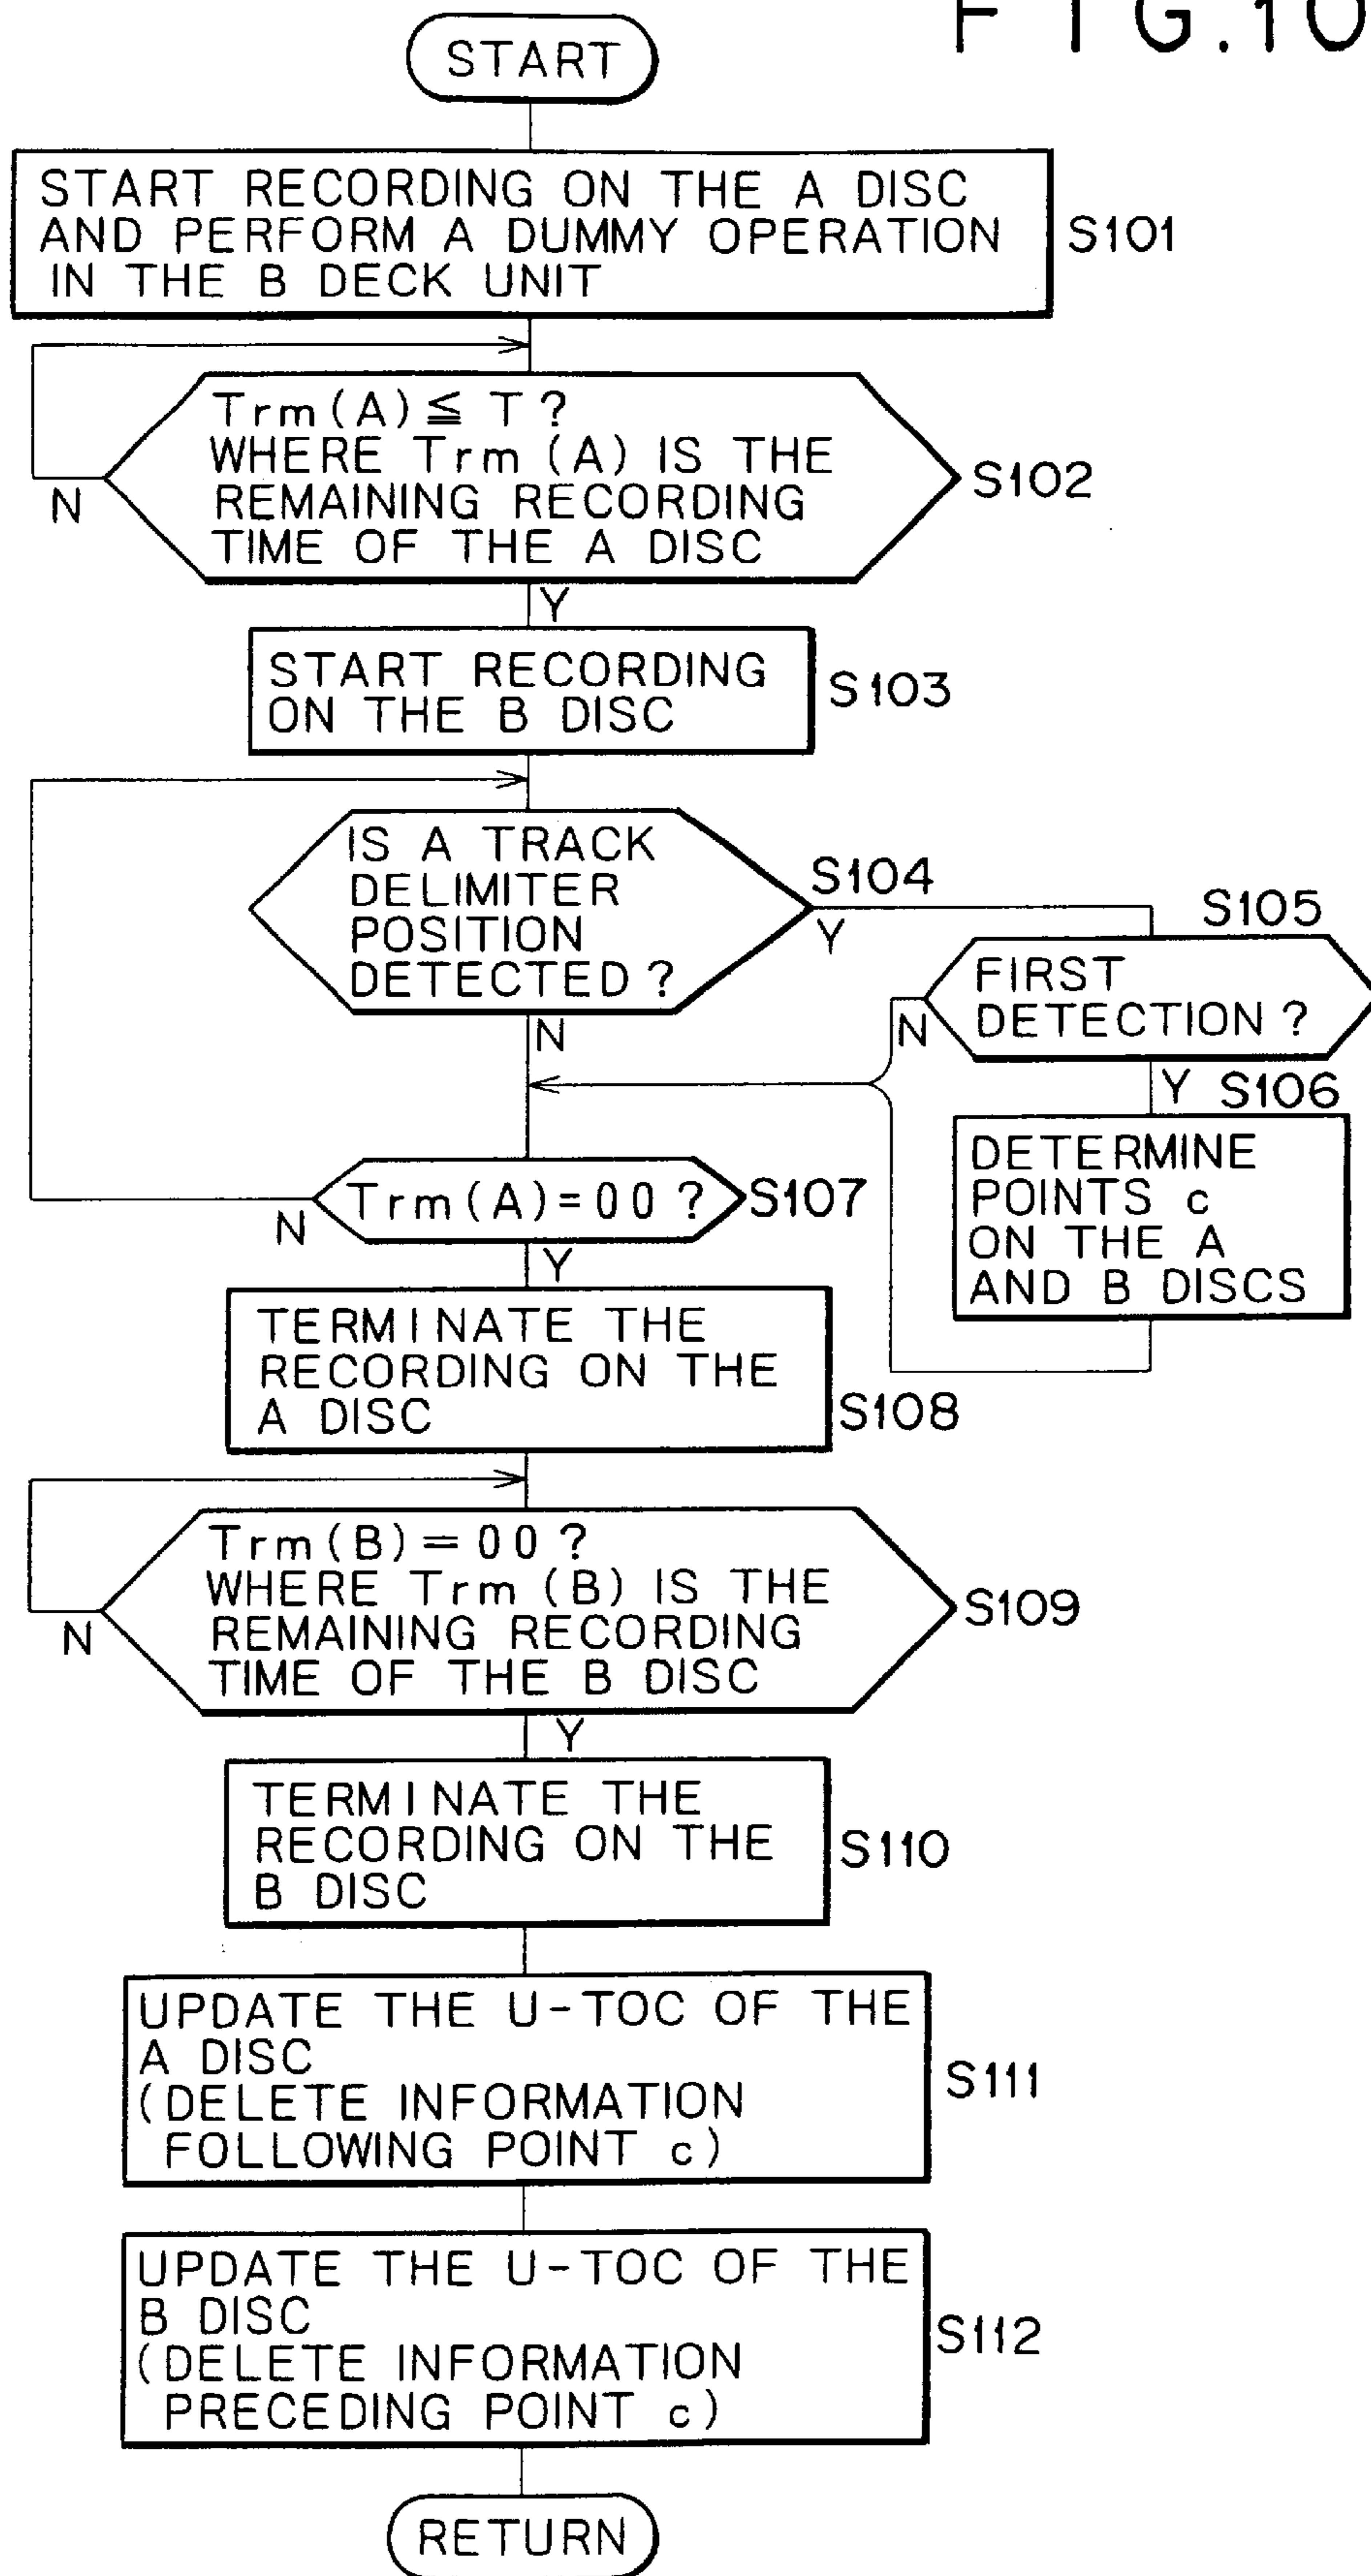 FIG.10
START
START RECORDING ON THE A DISC
AND PERFORM A DUMMY OPERATION
IN THE B DECK UNIT
S101
Trm(A)≦ T?
WHERE Trm (A) IS THE
REMAINING RECORDING
TIME OF THE A DISC
S102
N
Y
START RECORDING
ON THE B DISC
S103
IS A TRACK
DELIMITER
POSITION
DETECTED?
S104
Y
N
S105
FIRST
DETECTION?
N
Y
S106
DETERMINE
POINTS c
ON THE A
AND B DISCS
Trm(A)=00?
S107
N
Y
TERMINATE THE
RECORDING ON THE
A DISC
S108
Trm(B)=00?
WHERE Trm (B) IS THE
REMAINING RECORDING
TIME OF THE B DISC
S109
N
Y
TERMINATE THE
RECORDING ON THE
B DISC
S110
UPDATE THE U-TOC OF THE
A DISC
(DELETE INFORMATION
FOLLOWING POINT c)
S111
UPDATE THE U-TOC OF THE
B DISC
(DELETE INFORMATION
PRECEDING POINT c)
S112
RETURN